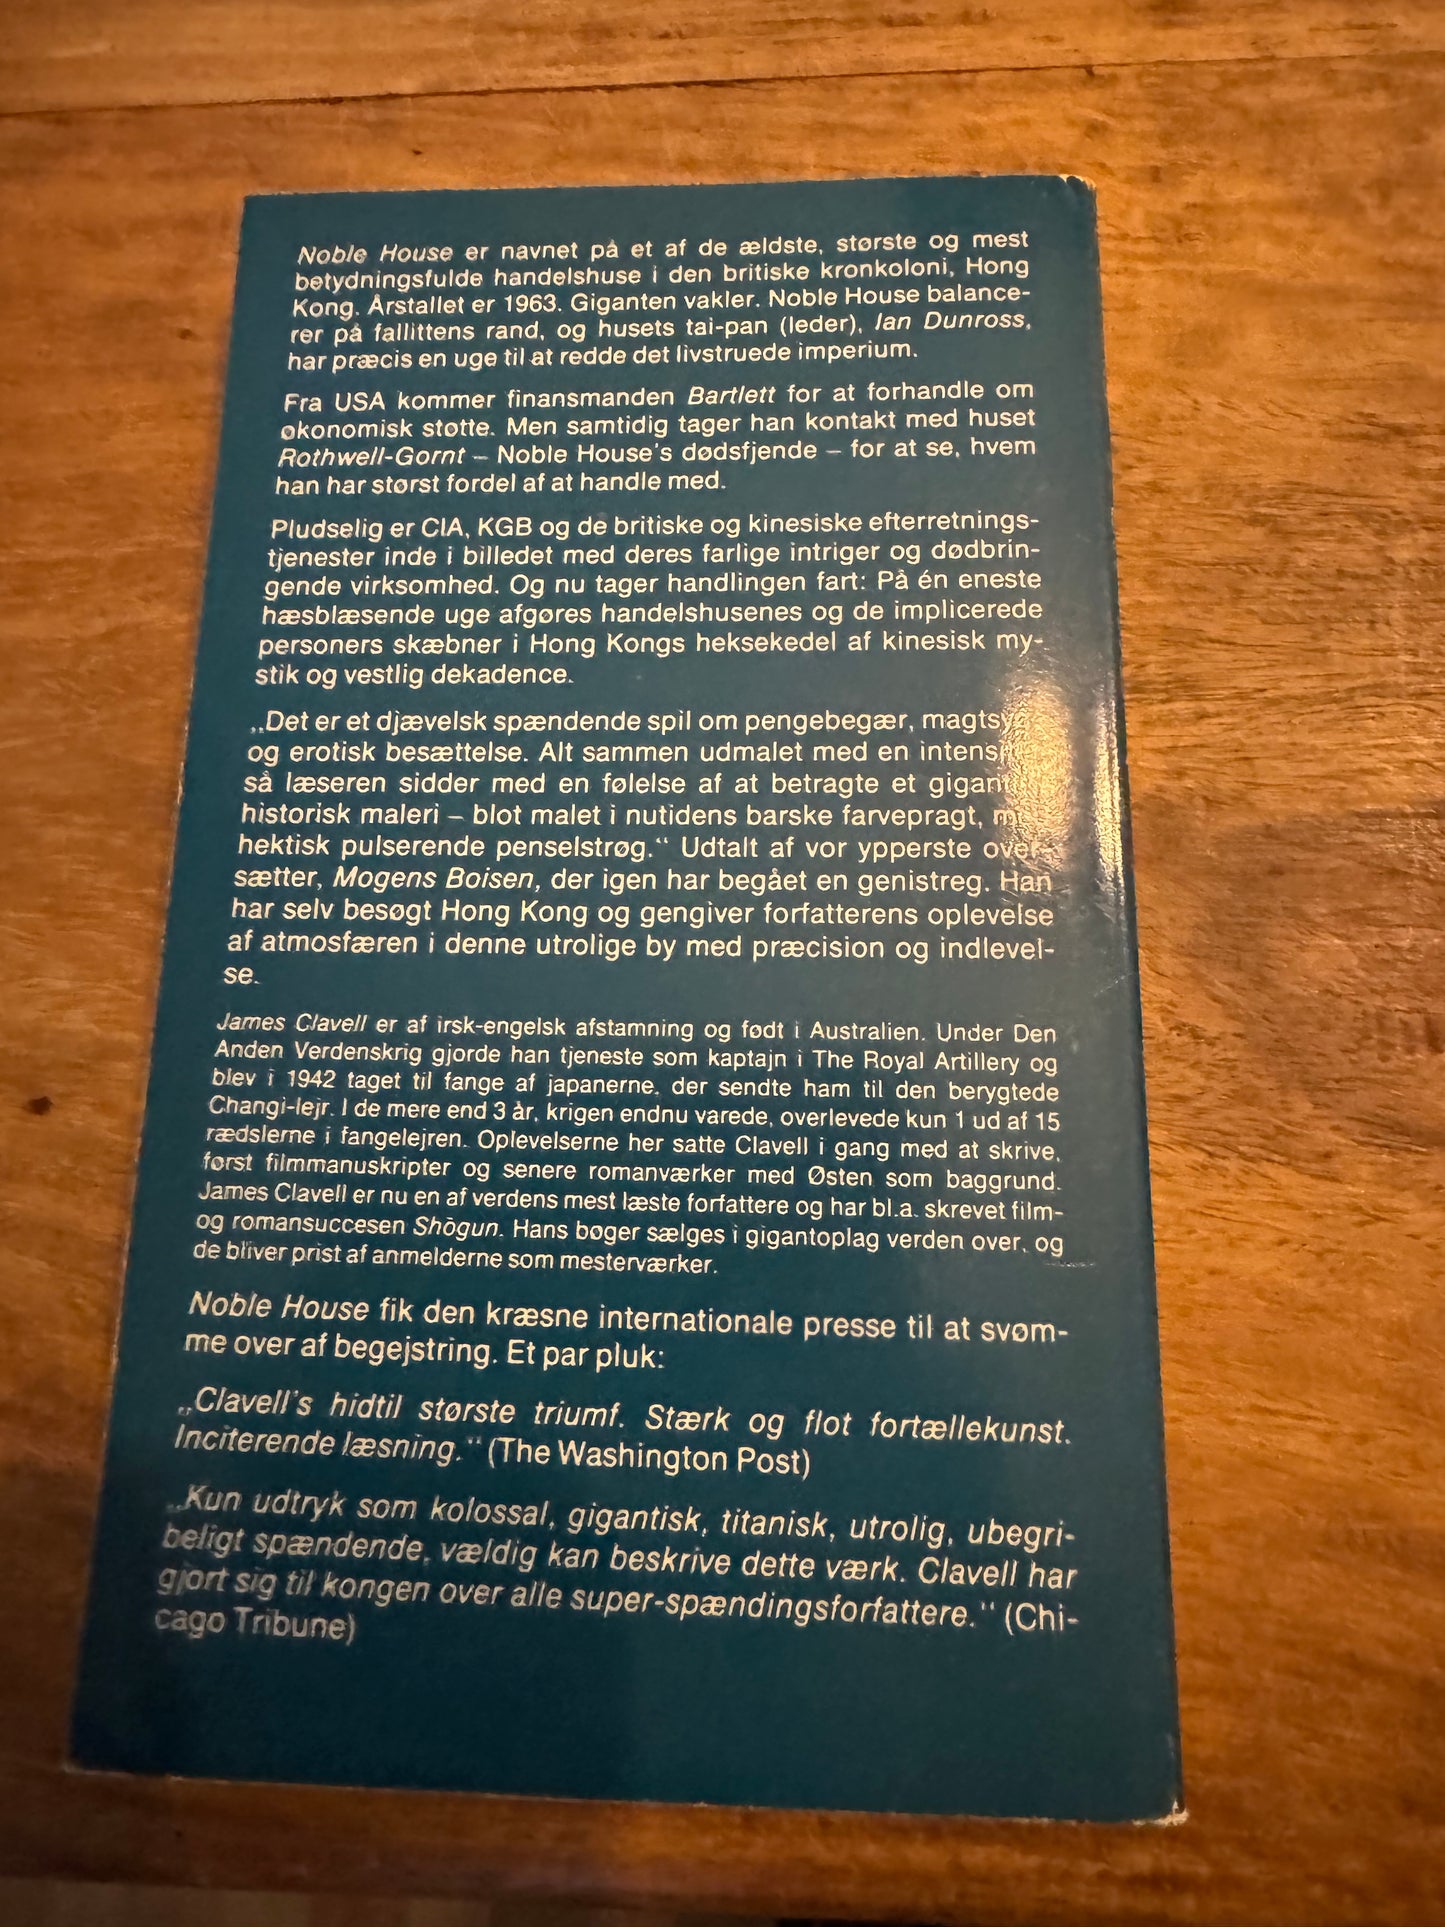 Noble House er navnet på et af de ældste, største og mest
betydningsfulde handelshuse i den britiske kronkoloni, Hong
Kong. Årstallet er 1963. Giganten vakler. Noble House balance-
rer på fallittens rand, og husets tai-pan (leder), Ian Dunross,
har præcis en uge til at redde det livstruede imperium.
Fra USA kommer finansmanden Bartlett for at forhandle om
økonomisk støtte. Men samtidig tager han kontakt med huset
Rothwell-Gornt – Noble House's dødsfjende – for at se, hvem
han har størst fordel af at handle med.
Pludselig er CIA, KGB og de britiske og kinesiske efterretnings-
tjenester inde i billedet med deres farlige intriger og dødbrin-
gende virksomhed. Og nu tager handlingen fart: På én eneste
hæsblæsende uge afgøres handelshusenes og de implicerede
personers skæbner i Hong Kongs heksekedel af kinesisk my-
stik og vestlig dekadence.
„Det er et djævelsk spændende spil om pengebegær,
og erotisk besættelse. Alt sammen udmalet med en
så læseren sidder med en følelse af at betragte et
historisk maleri – blot malet i nutidens barske farvepragt,
hektisk pulserende penselstrøg.“ Udtalt af vor ypperste over-
sætter, Mogens Boisen, der igen har begået en genistreg. Han
har selv besøgt Hong Kong og gengiver forfatterens oplevelse
af atmosfæren i denne utrolige by med præcision og indlevel-
se.
James Clavell er af irsk-engelsk afstamning og født i Australien. Under Den
Anden Verdenskrig gjorde han tjeneste som kaptajn i The Royal Artillery og
blev i 1942 taget til fange af japanerne, der sendte ham til den berygtede
Changi-lejr. I de mere end 3 år, krigen endnu varede, overlevede kun 1 ud af 15
rædslerne i fangelejren. Oplevelserne her satte Clavell i gang med at skrive,
først filmmanuskripter og senere romanværker med Østen som baggrund.
James Clavell er nu en af verdens mest læste forfattere og har bl.a. skrevet film-
og romansuccesen Shōgun. Hans bøger sælges i gigantoplag verden over, og
de bliver prist af anmelderne som mesterværker.
Noble House fik den kræsne internationale presse til at svøm-
me over af begejstring. Et par pluk:
„Clavell's hidtil største triumf. Stærk og flot fortællekunst.
Inciterende læsning.“ (The Washington Post)
„Kun udtryk som kolossal, gigantisk, titanisk, utrolig, ubegri-
beligt spændende, vældig kan beskrive dette værk. Clavell har
gjort sig til kongen over alle super-spændingsforfattere.“ (Chi-
cago Tribune)